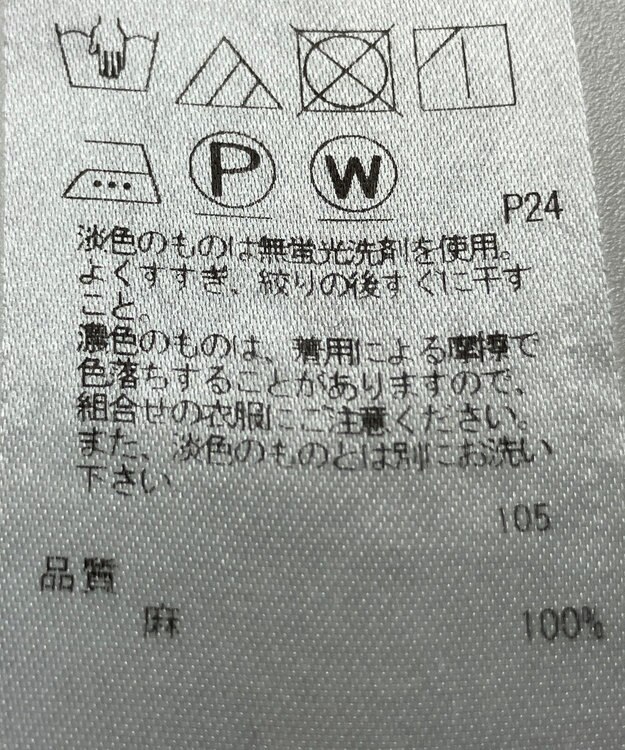 P W
P24
淡色のものは無蛍光洗剤を使用。
よくすすぎ、絞りの後すぐに干す
こと。
濃色のものは、着用による摩擦で
色落ちすることがありますので、
組合せの衣服にご注意ください。
また、淡色のものとは別にお洗い
下さい
105
品質
麻 100%